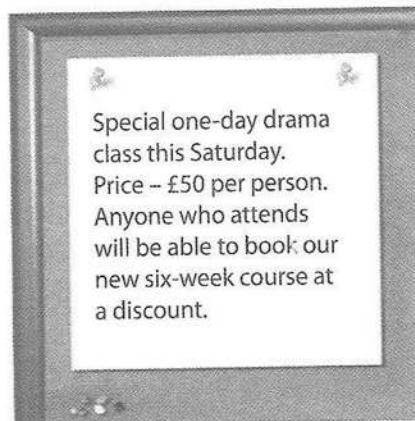 Special one-day drama
class this Saturday.
Price – £50 per person.
Anyone who attends
will be able to book our
new six-week course at
a discount.